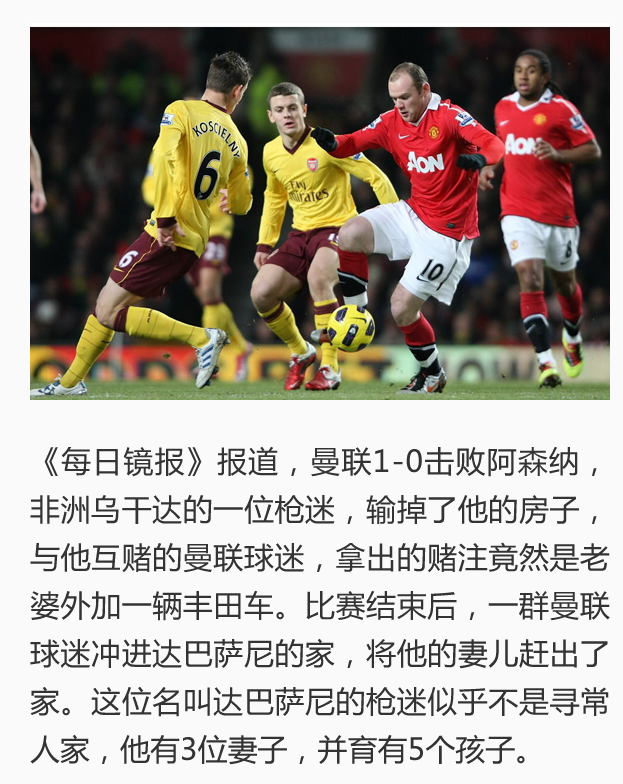 KOSCIELNY
6
6
Fly
Emirates
AON
10
AON
8
《每日镜报》报道，曼联1-0击败阿森纳，
非洲乌干达的一位枪迷，输掉了他的房子，
与他互赌的曼联球迷，拿出的赌注竟然是老
婆外加一辆丰田车。比赛结束后，一群曼联
球迷冲进达巴萨尼的家，将他的妻儿赶出了
家。这位名叫达巴萨尼的枪迷似乎不是寻常
人家，他有3位妻子，并育有5个孩子。